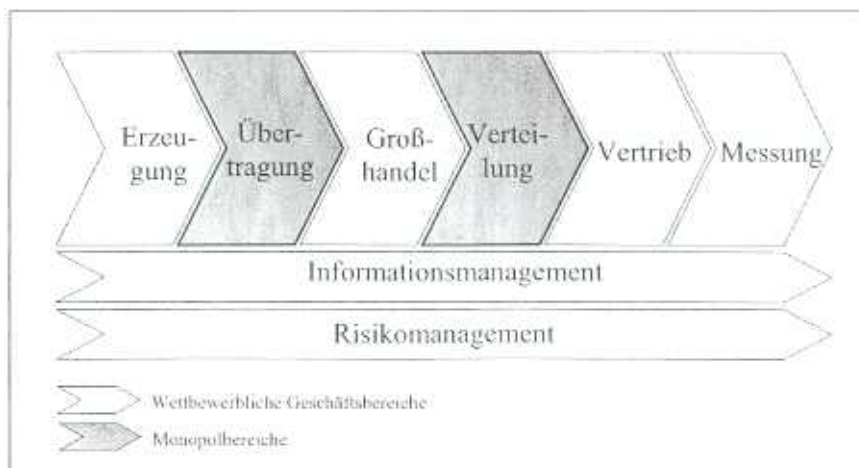 Erzeu-
gung
Über-
tragung
Groß-
handel
Vertei-
lung
Vertrieb
Messung
Informationsmanagement
Risikomanagement
Wettbewerbliche Geschäftsbereiche
Monopolbereiche